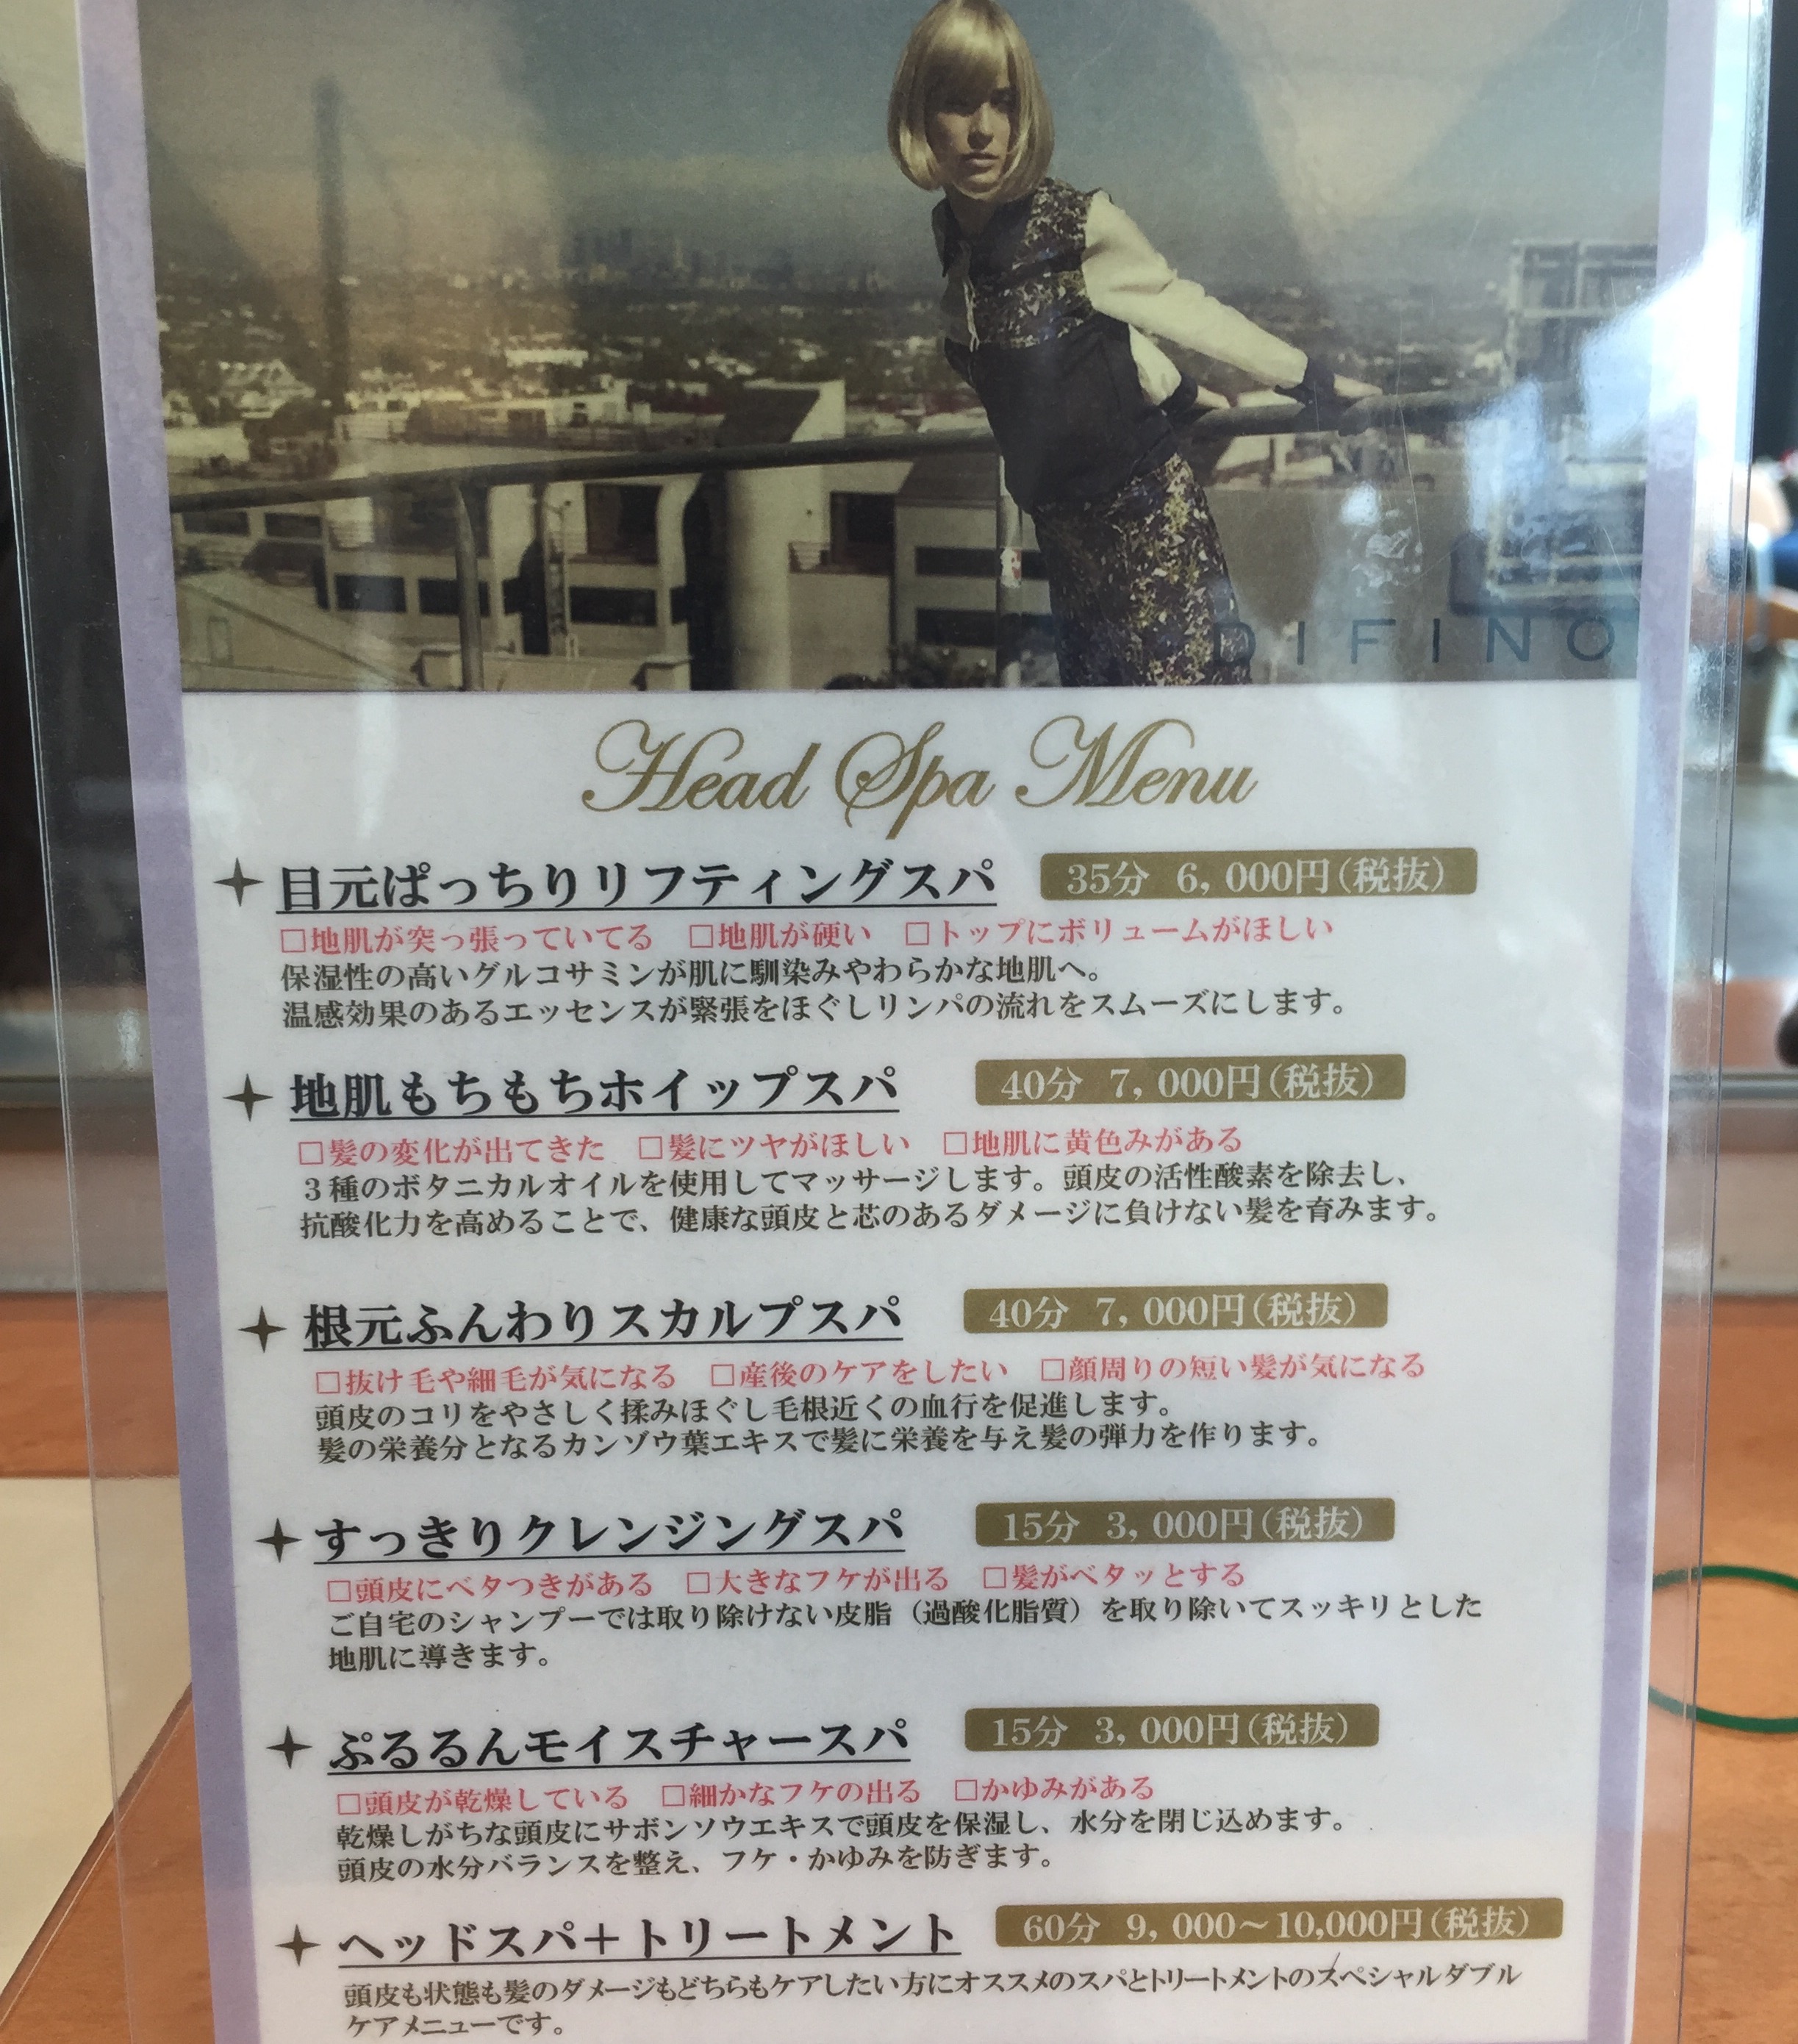 DIFINO
Head Spa Menu
目元ぱっちりリフティングスパ 35分 6,000円(税抜)
□地肌が突っ張っていてる □地肌が硬い □トップにボリュームがほしい
保湿性の高いグルコサミンが肌に馴染みやわらかな地肌へ。
温感効果のあるエッセンスが緊張をほぐしリンパの流れをスムーズにします。
地肌もちもちホイップスパ 40分 7,000円(税抜)
□髪の変化が出てきた □髪にツヤがほしい □地肌に黄色みがある
３種のボタニカルオイルを使用してマッサージします。頭皮の活性酸素を除去し、
抗酸化力を高めることで、健康な頭皮と芯のあるダメージに負けない髪を育みます。
根元ふんわりスカルプスパ 40分 7,000円(税抜)
□抜け毛や細毛が気になる □産後のケアをしたい □顔周りの短い髪が気になる
頭皮のコリをやさしく揉みほぐし毛根近くの血行を促進します。
髪の栄養分となるカンゾウ葉エキスで髪に栄養を与え髪の弾力を作ります。
すっきりクレンジングスパ 15分 3,000円(税抜)
□頭皮にベタつきがある □大きなフケが出る □髪がベタッとする
ご自宅のシャンプーでは取り除けない皮脂（過酸化脂質）を取り除いてスッキリとした
地肌に導きます。
ぷるるんモイスチャースパ 15分 3,000円(税抜)
□頭皮が乾燥している □細かなフケの出る □かゆみがある
乾燥しがちな頭皮にサボンソウエキスで頭皮を保湿し、水分を閉じ込めます。
頭皮の水分バランスを整え、フケ・かゆみを防ぎます。
ヘッドスパ＋トリートメント 60分 9,000～10,000円(税抜)
頭皮も状態も髪のダメージもどちらもケアしたい方にオススメのスパとトリートメントのスペシャルダブル
ケアメニューです。